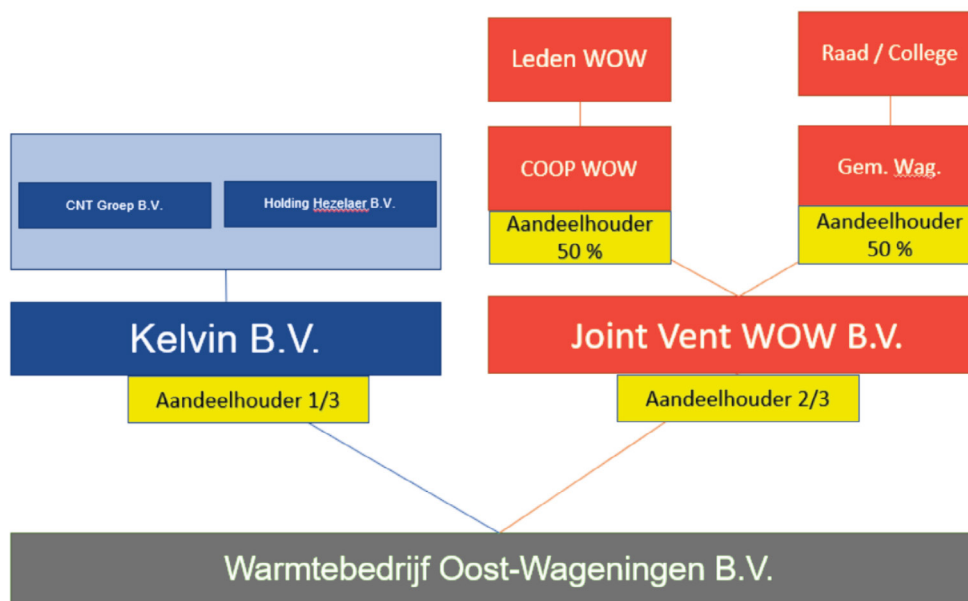 Leden WOW
Raad / College
COOP WOW
Gem. Wag.
CNT Groep B.V.
Holding Hezelaer B.V.
Aandeelhouder
50 %
Aandeelhouder
50 %
Kelvin B.V.
Joint Vent WOW B.V.
Aandeelhouder 1/3
Aandeelhouder 2/3
Warmtebedrijf Oost-Wageningen B.V.